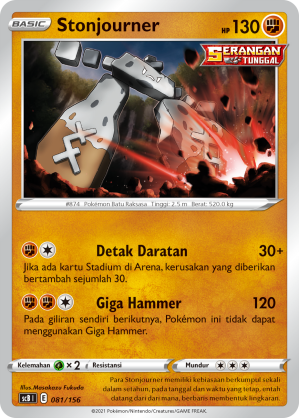 BASIC Stonjourner HP 130
SERANGAN
TUNGGAL
#874 Pokémon Batu Raksasa Tinggi: 2.5 m Berat: 520.0 kg
Detak Daratan 30+
Jika ada kartu Stadium di Arena, kerusakan yang diberikan
bertambah sejumlah 30.
Giga Hammer 120
Pada giliran sendiri berikutnya, Pokémon ini tidak dapat
menggunakan Giga Hammer.
Kelemahan ×2 Resistansi Mundur
Illus. Masakazu Fukuda
sc3 I E 081/156
Para Stonjourner memiliki kebiasaan berkumpul sekali
dalam setahun, pada tanggal dan waktu yang tetap, entah
datang dari mana, berbaris membentuk lingkaran.
©2021 Pokémon/Nintendo/Creatures/GAME FREAK